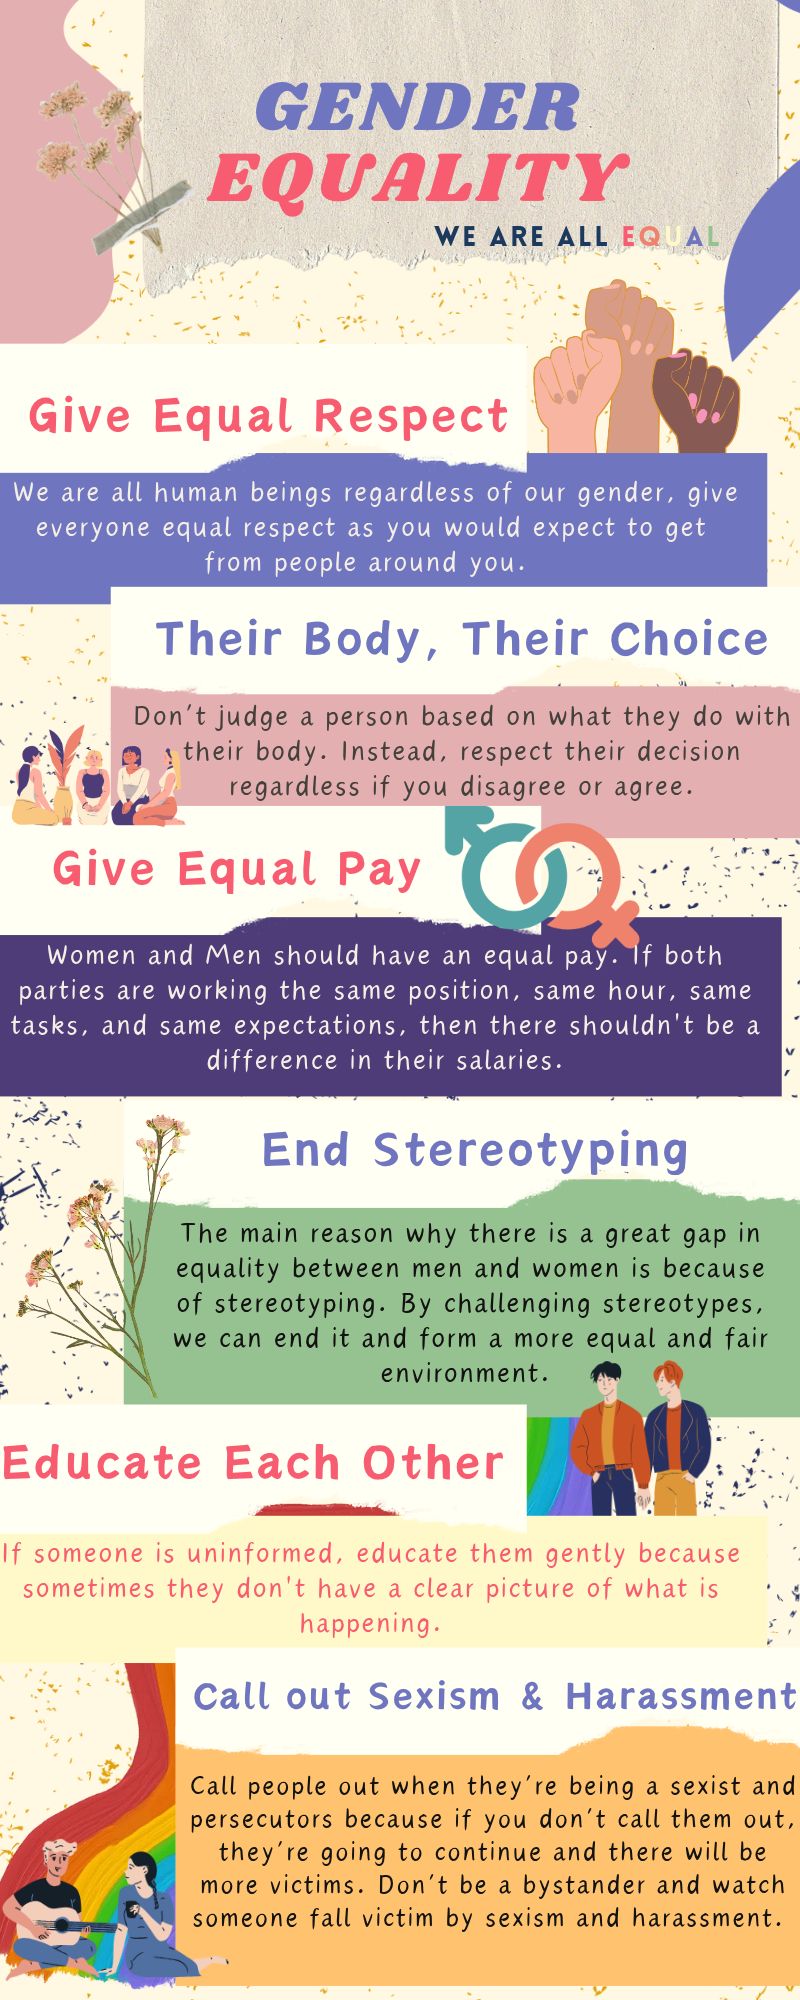 GENDER
EQUALITY
WE ARE ALL EQUAL
Give Equal Respect
We are all human beings regardless of our gender, give
everyone equal respect as you would expect to get
from people around you.
Their Body, Their Choice
Don't judge a person based on what they do with
their body. Instead, respect their decision
regardless if you disagree or agree.
Give Equal Pay
Women and Men should have an equal pay. If both
parties are working the same position, same hour, same
tasks, and same expectations, then there shouldn't be a
difference in their salaries.
End Stereotyping
The main reason why there is a great gap in
equality between men and women is because
of stereotyping. By challenging stereotypes,
we can end it and form a more equal and fair
environment.
Educate Each Other
If someone is uninformed, educate them gently because
sometimes they don't have a clear picture of what is
happening.
Call out Sexism & Harassment
Call people out when they're being a sexist and
persecutors because if you don't call them out,
they're going to continue and there will be
more victims. Don't be a bystander and watch
someone fall victim by sexism and harassment.